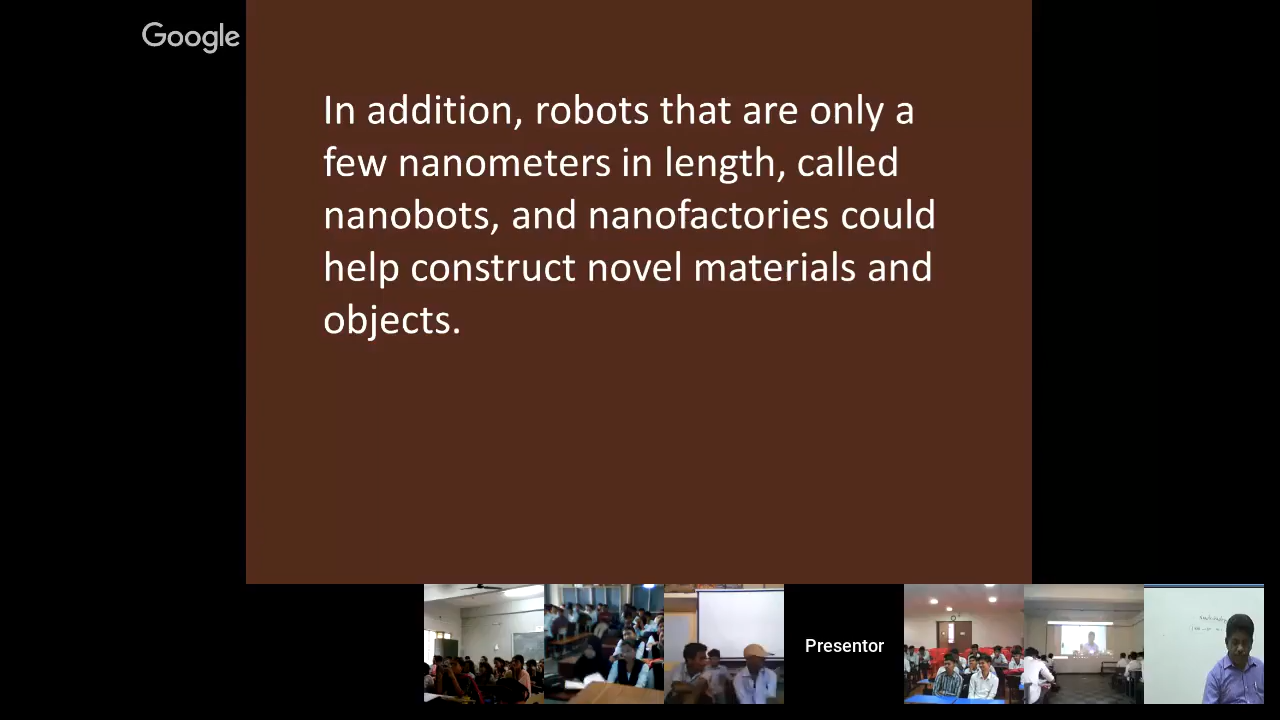 Google
In addition, robots that are only a
few nanometers in length, called
nanobots, and nanofactories could
help construct novel materials and
objects.
Presentor